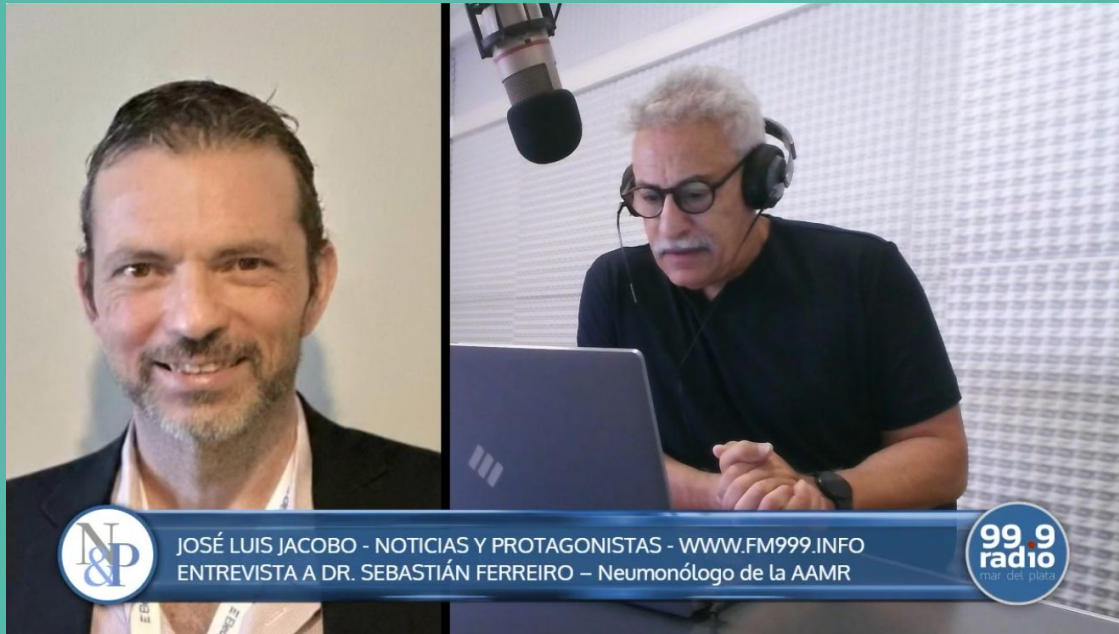 N&P
JOSÉ LUIS JACOBO - NOTICIAS Y PROTAGONISTAS - WWW.FM999.INFO
ENTREVISTA A DR. SEBASTIÁN FERREIRO – Neumonólogo de la AAMR
99.9
radio
mar del plata